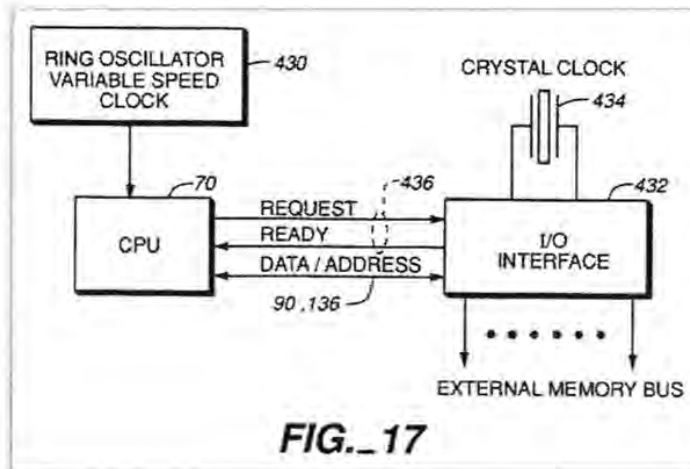 RING OSCILLATOR
VARIABLE SPEED
CLOCK
430
CRYSTAL CLOCK
434
70
CPU
436
REQUEST
READY
DATA / ADDRESS
90 ,136
432
I/O
INTERFACE
EXTERNAL MEMORY BUS
FIG._17